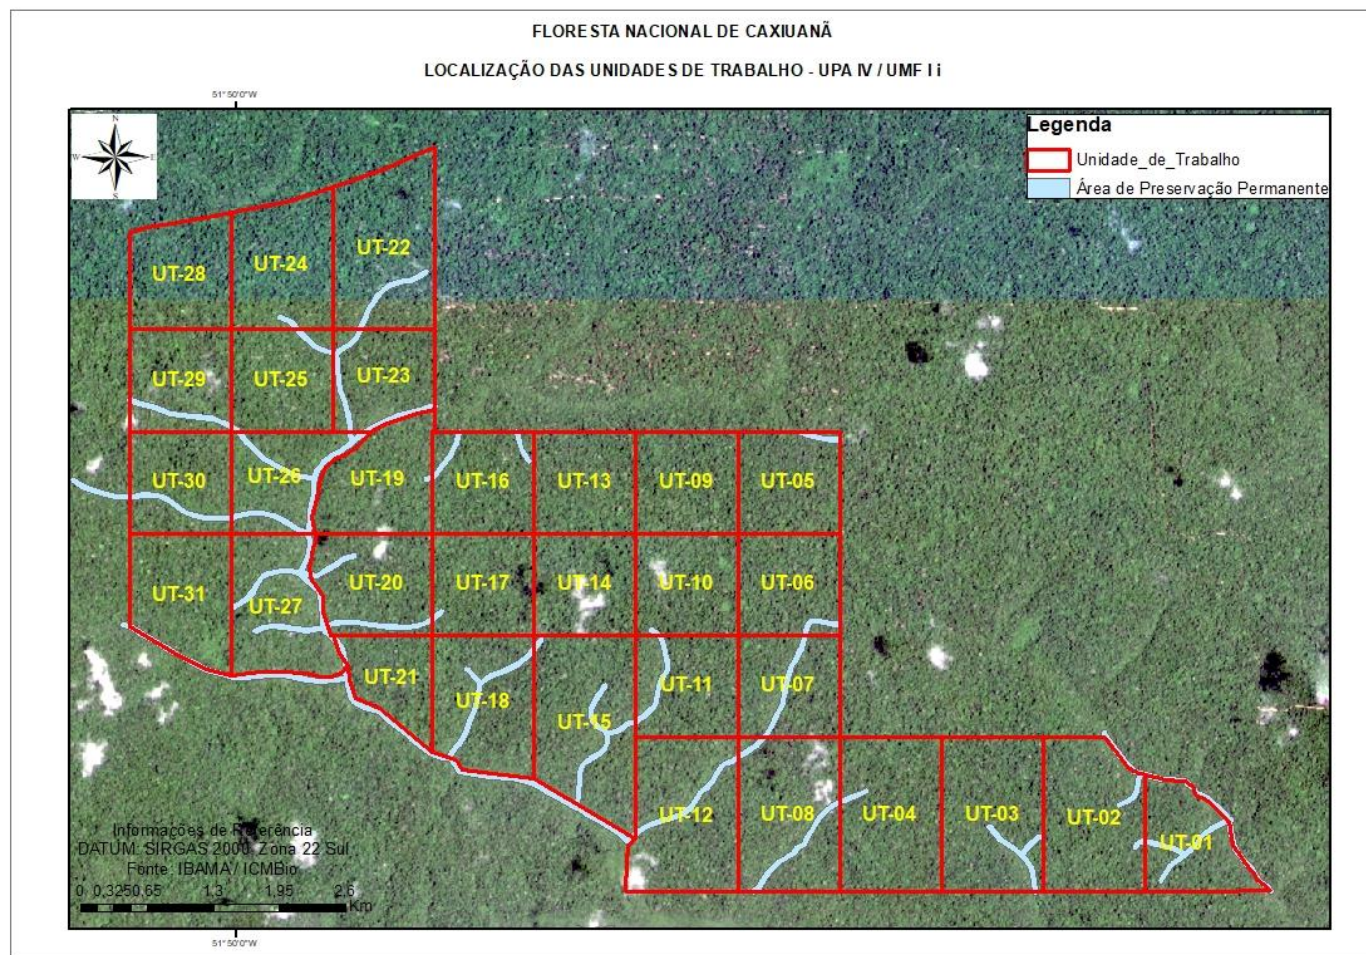 FLORESTA NACIONAL DE CAXIUANÃ
LOCALIZAÇÃO DAS UNIDADES DE TRABALHO - UPA IV / UMF I i
51°50'0"W
N
W E
S
Legenda
Unidade_de_Trabalho
Área de Preservação Permanente
UT-22
UT-24
UT-28
UT-29
UT-25
UT-23
UT-30
UT-26
UT-19
UT-16
UT-13
UT-09
UT-05
UT-31
UT-27
UT-20
UT-17
UT-14
UT-10
UT-06
UT-21
UT-18
UT-15
UT-11
UT-07
UT-12
UT-08
UT-04
UT-03
UT-02
UT-01
Informações de Referência
DATUM: SIRGAS 2000, Zona 22 Sul
Fonte: IBAMA / ICMBio
0 0,3250,65 1,3 1,95 2,6
Km
51°50'0"W